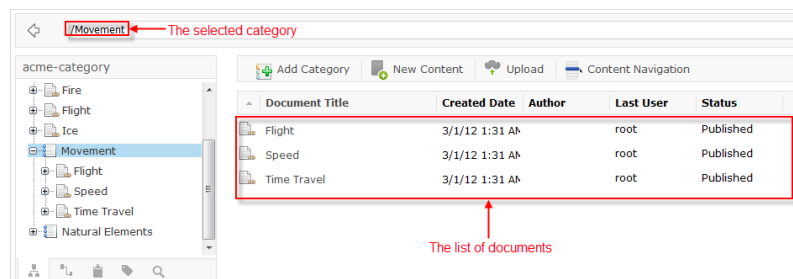 /Movement The selected category
acme-category
Add Category New Content Upload Content Navigation
Fire
Flight
Ice
Movement
Flight
Speed
Time Travel
Natural Elements
Document Title Created Date Author Last User Status
Flight 3/1/12 1:31 AM root Published
Speed 3/1/12 1:31 AM root Published
Time Travel 3/1/12 1:31 AM root Published
The list of documents